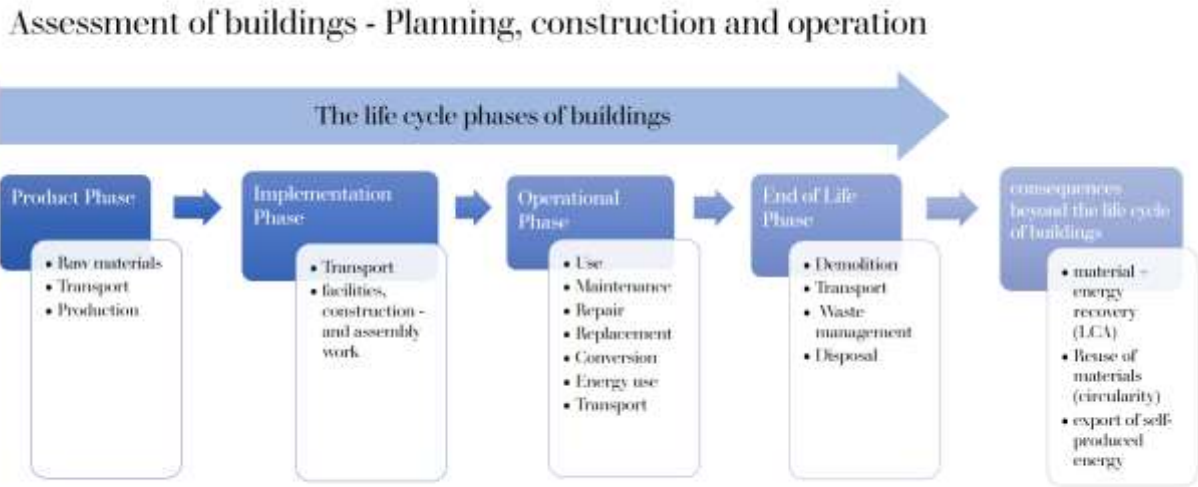 Assessment of buildings - Planning, construction and operation
The life cycle phases of buildings
Product Phase
• Raw materials
• Transport
• Production
Implementation
Phase
• Transport
• facilities,
construction -
and assembly
work
Operational
Phase
• Use
• Maintenance
• Repair
• Replacement
• Conversion
• Energy use
• Transport
End of Life
Phase
• Demolition
• Transport
• Waste
management
• Disposal
consequences
beyond the life cycle
of buildings
• material –
energy
recovery
(LCA)
• Reuse of
materials
(circularity)
• export of self-
produced
energy